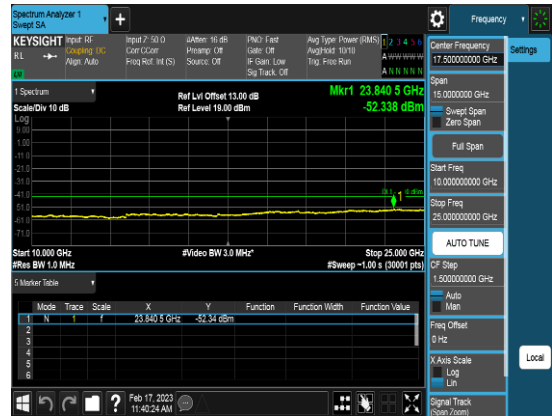 Spectrum Analyzer 1
Swept SA
+
Frequency
KEYSIGHT
RL
Input: RF
Coupling: DC
Align: Auto
Input Z: 50 Ω
Corr CCorr
Freq Ref: Int (S)
#Atten: 16 dB
Preamp: Off
Source: Off
PNO: Fast
Gate: Off
IF Gain: Low
Sig Track: Off
Avg Type: Power (RMS)
Avg|Hold: 10/10
Trig: Free Run
1 2 3 4 5 6
A W W W W W
A N N N N N
1 Spectrum
Scale/Div 10 dB
Log
Ref Lvl Offset 13.00 dB
Ref Level 19.00 dBm
Mkr1 23.840 5 GHz
-52.338 dBm
9.00
-1.00
-11.0
-21.0
-31.0
-41.0
-51.0
-61.0
-71.0
1
Start 10.000 GHz
#Res BW 1.0 MHz
#Video BW 3.0 MHz*
Stop 25.000 GHz
#Sweep ~1.00 s (30001 pts)
5 Marker Table
Mode Trace Scale X Y Function Function Width Function Value
1 N 1 f 23.840 5 GHz -52.34 dBm
2
3
4
5
6
Feb 17, 2023
11:40:24 AM
Center Frequency
17.500000000 GHz
Settings
Span
15.0000000 GHz
Swept Span
Zero Span
Full Span
Start Freq
10.000000000 GHz
Stop Freq
25.000000000 GHz
AUTO TUNE
CF Step
1.500000000 GHz
Auto
Man
Freq Offset
0 Hz
X Axis Scale
Log
Lin
Local
Signal Track
(Span Zoom)